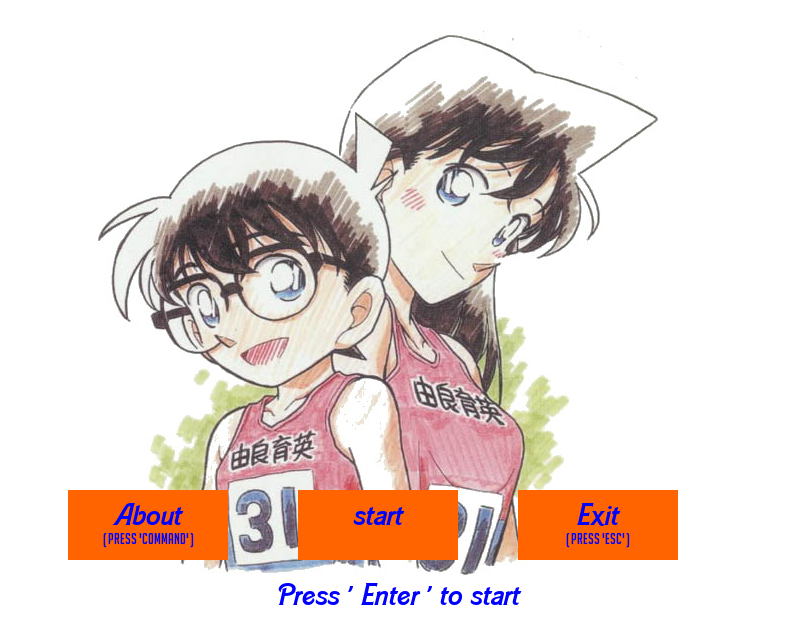 由良育英
由良育英
31
31
About
( PRESS 'COMMAND' )
start
Exit
( PRESS 'ESC' )
Press ' Enter ' to start